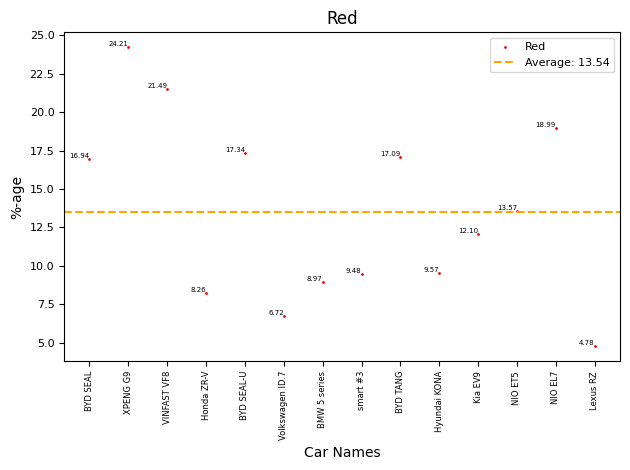 Red
25.0
22.5
20.0
17.5
15.0
12.5
10.0
7.5
5.0
%-age
Red
Average: 13.54
16.94
24.21
21.49
8.26
17.34
6.72
8.97
9.48
17.09
9.57
12.10
13.57
18.99
4.78
BYD SEAL
XPENG G9
VINFAST VF8
Honda ZR-V
BYD SEAL-U
Volkswagen ID.7
BMW 5 series
smart #3
BYD TANG
Hyundai KONA
Kia EV9
NIO ET5
NIO EL7
Lexus RZ
Car Names